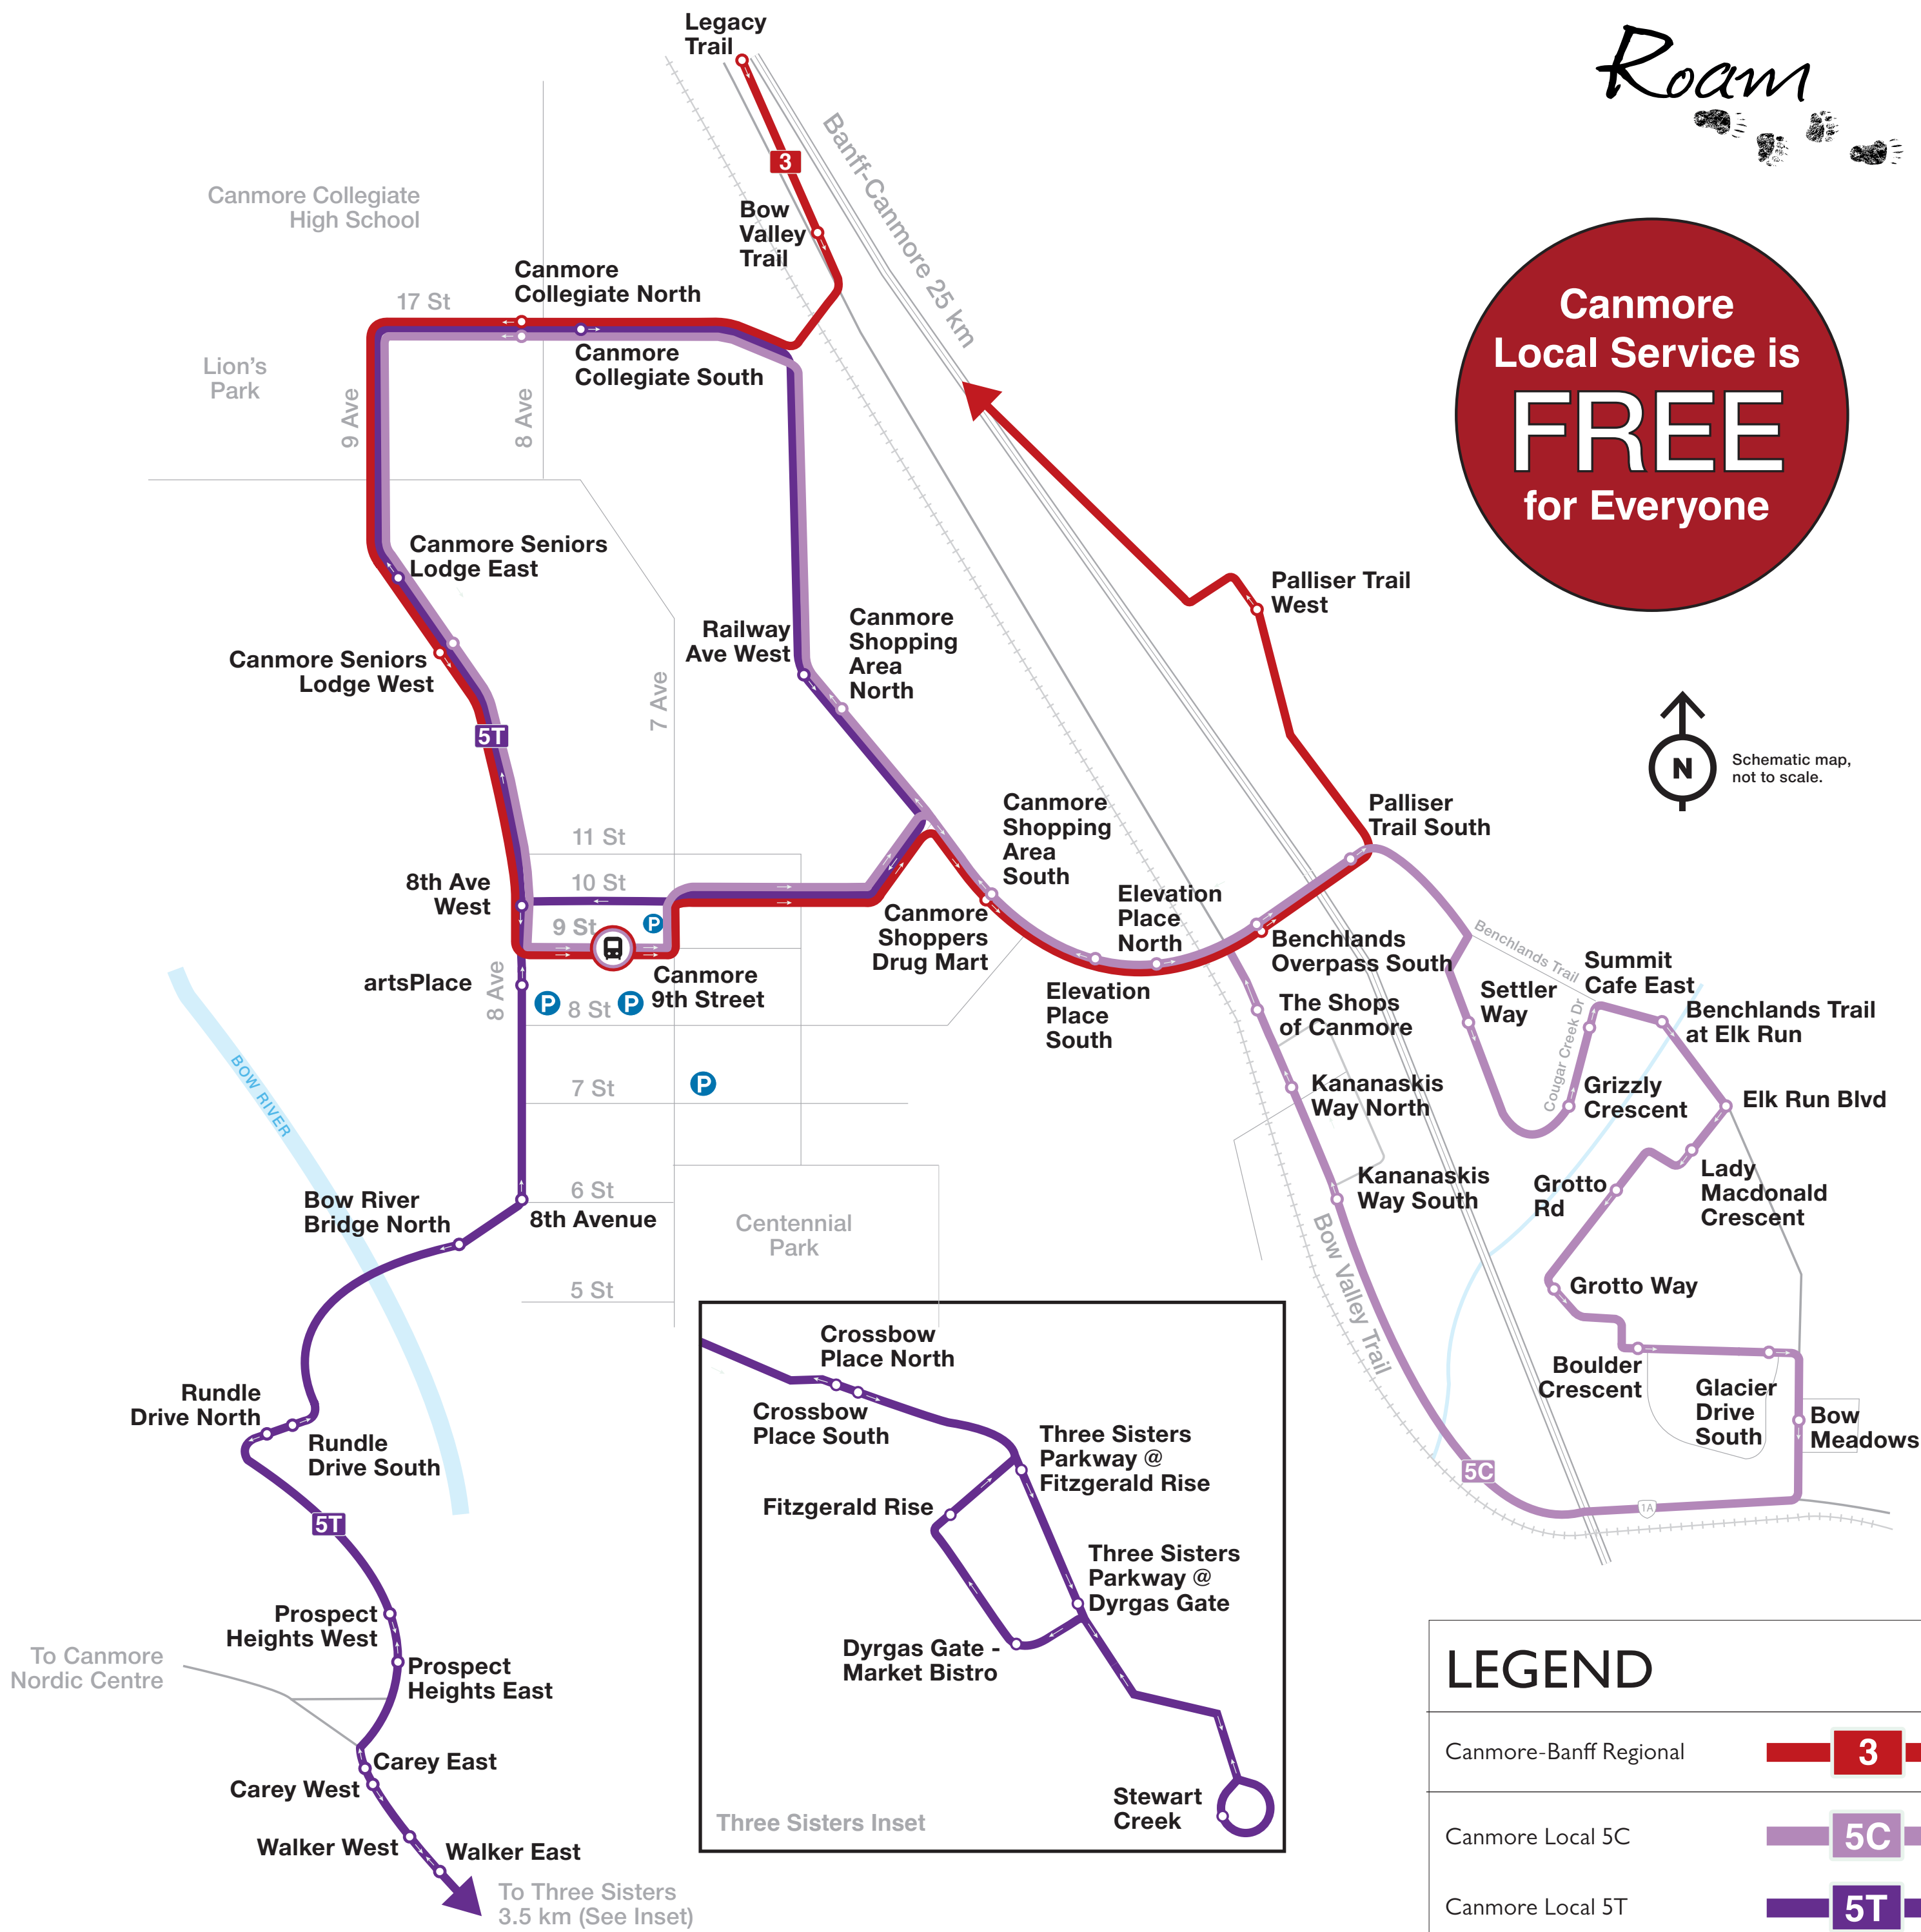 Legacy
Trail
Roam
3
Banff-Canmore 25 km
Canmore Collegiate
High School
Bow
Valley
Trail
Canmore
Local Service is
FREE
for Everyone
Canmore
Collegiate North
17 St
Canmore
Collegiate South
Lion's
Park
9 Ave
8 Ave
Canmore Seniors
Lodge East
Palliser Trail
West
Railway
Ave West
Canmore
Shopping
Area
North
Canmore Seniors
Lodge West
7 Ave
5T
N
Schematic map,
not to scale.
Canmore
Shopping
Area
South
Palliser
Trail South
11 St
8th Ave
West
10 St
9 St
P
Elevation
Place
North
Canmore
Shoppers
Drug Mart
Benchlands
Overpass South
Benchlands Trail
Summit
Cafe East
artsPlace
8 Ave
Canmore
9th Street
P
8 St
P
Elevation
Place
South
The Shops
of Canmore
Settler
Way
Cougar Creek Dr
Benchlands Trail
at Elk Run
BOW RIVER
7 St
P
Kananaskis
Way North
Grizzly
Crescent
Elk Run Blvd
Bow River
Bridge North
6 St
8th Avenue
Centennial
Park
Kananaskis
Way South
Grotto
Rd
Lady
Macdonald
Crescent
5 St
Bow Valley Trail
Grotto Way
Crossbow
Place North
Rundle
Drive North
Crossbow
Place South
Boulder
Crescent
Glacier
Drive
South
Bow
Meadows
Rundle
Drive South
Three Sisters
Parkway @
Fitzgerald Rise
5C
1A
5T
Fitzgerald Rise
Three Sisters
Parkway @
Dyrgas Gate
Prospect
Heights West
To Canmore
Nordic Centre
Prospect
Heights East
Dyrgas Gate -
Market Bistro
LEGEND
Carey East
Carey West
Canmore-Banff Regional
3
Stewart
Creek
Three Sisters Inset
Canmore Local 5C
5C
Walker West
Walker East
To Three Sisters
3.5 km (See Inset)
Canmore Local 5T
5T